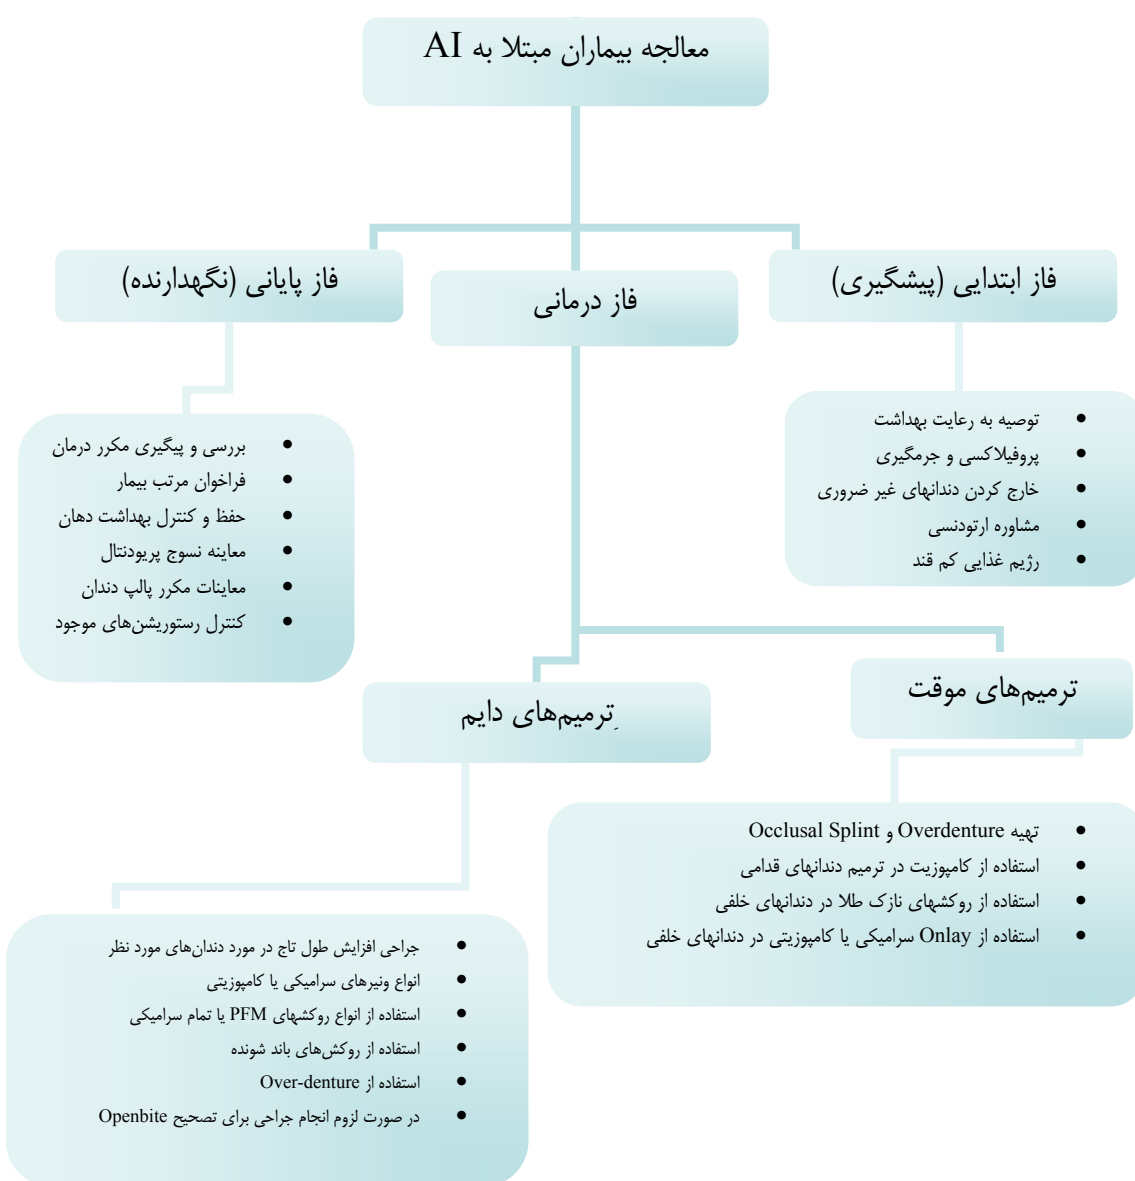 معالجه بیماران مبتلا به AI
فاز ابتدایی (پیشگیری)
توصیه به رعایت بهداشت
پروفیلاکسی و جرمگیری
خارج کردن دندانهای غیر ضروری
مشاوره ارتودنسی
رژیم غذایی کم قند
فاز درمانی
ترمیم‌های موقت
تهیه Overdenture و Occlusal Splint
استفاده از کامپوزیت در ترمیم دندانهای قدامی
استفاده از روکشهای نازک طلا در دندانهای خلفی
استفاده از Onlay سرامیکی یا کامپوزیتی در دندانهای خلفی
ِترمیم‌های دایم
جراحی افزایش طول تاج در مورد دندان‌های مورد نظر
انواع ونیرهای سرامیکی یا کامپوزیتی
استفاده از انواع روکشهای PFM یا تمام سرامیکی
استفاده از روکش‌های باند شونده
استفاده از Over-denture
در صورت لزوم انجام جراحی برای تصحیح Openbite
فاز پایانی (نگهدارنده)
بررسی و پیگیری مکرر درمان
فراخوان مرتب بیمار
حفظ و کنترل بهداشت دهان
معاینه نسوج پریودنتال
معاینات مکرر پالپ دندان
کنترل رستوریشن‌های موجود